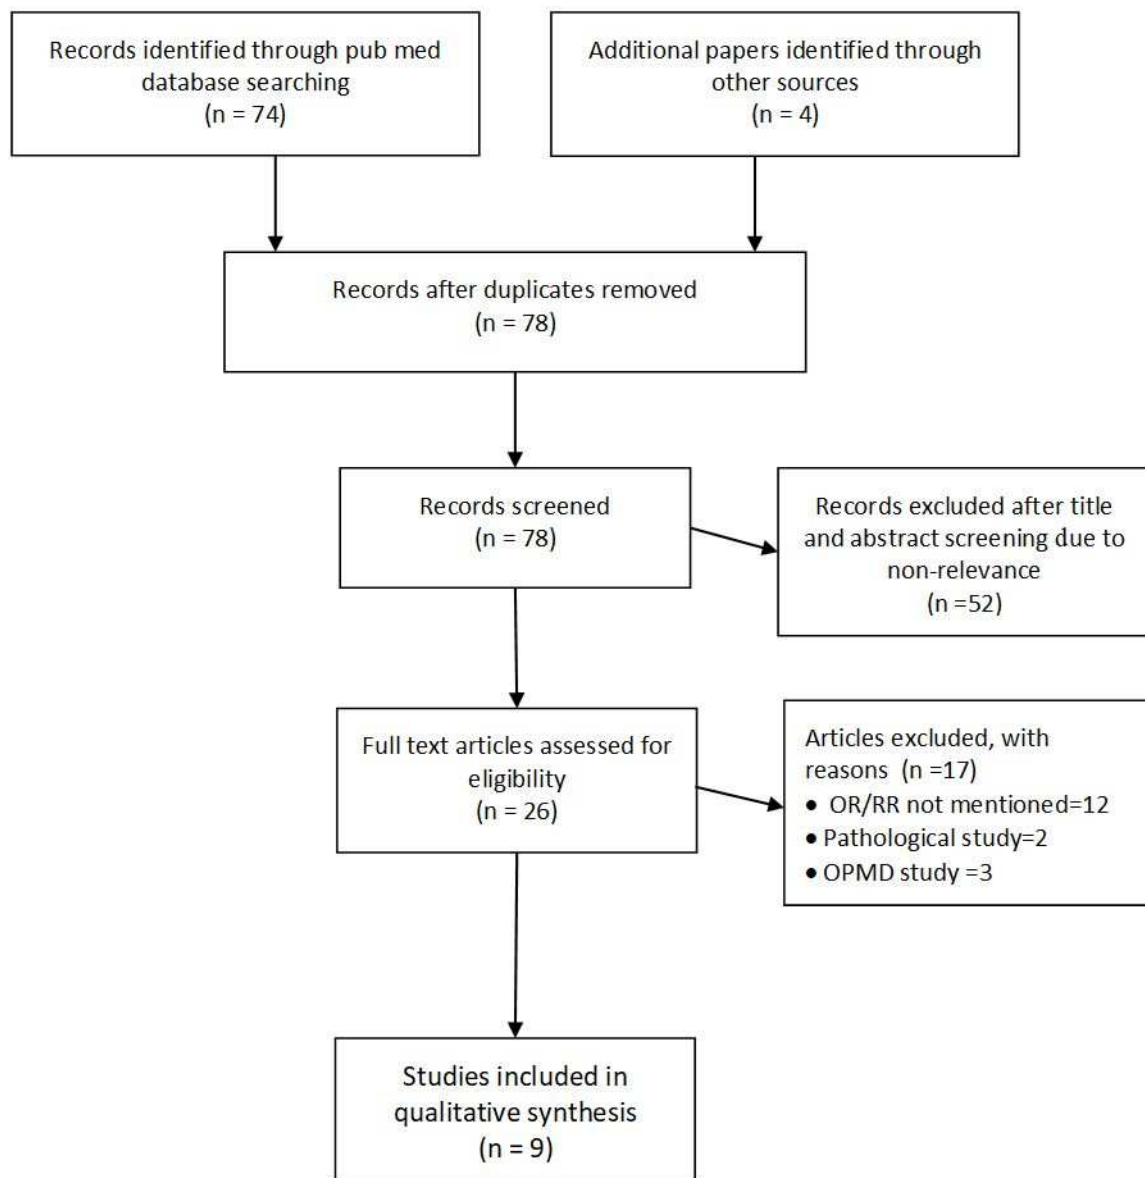 Records identified through pub med
database searching
(n = 74)
Additional papers identified through
other sources
(n = 4)
Records after duplicates removed
(n = 78)
Records screened
(n = 78)
Records excluded after title
and abstract screening due to
non-relevance
(n =52)
Full text articles assessed for
eligibility
(n = 26)
Articles excluded, with
reasons (n =17)
● OR/RR not mentioned=12
● Pathological study=2
● OPMD study =3
Studies included in
qualitative synthesis
(n = 9)